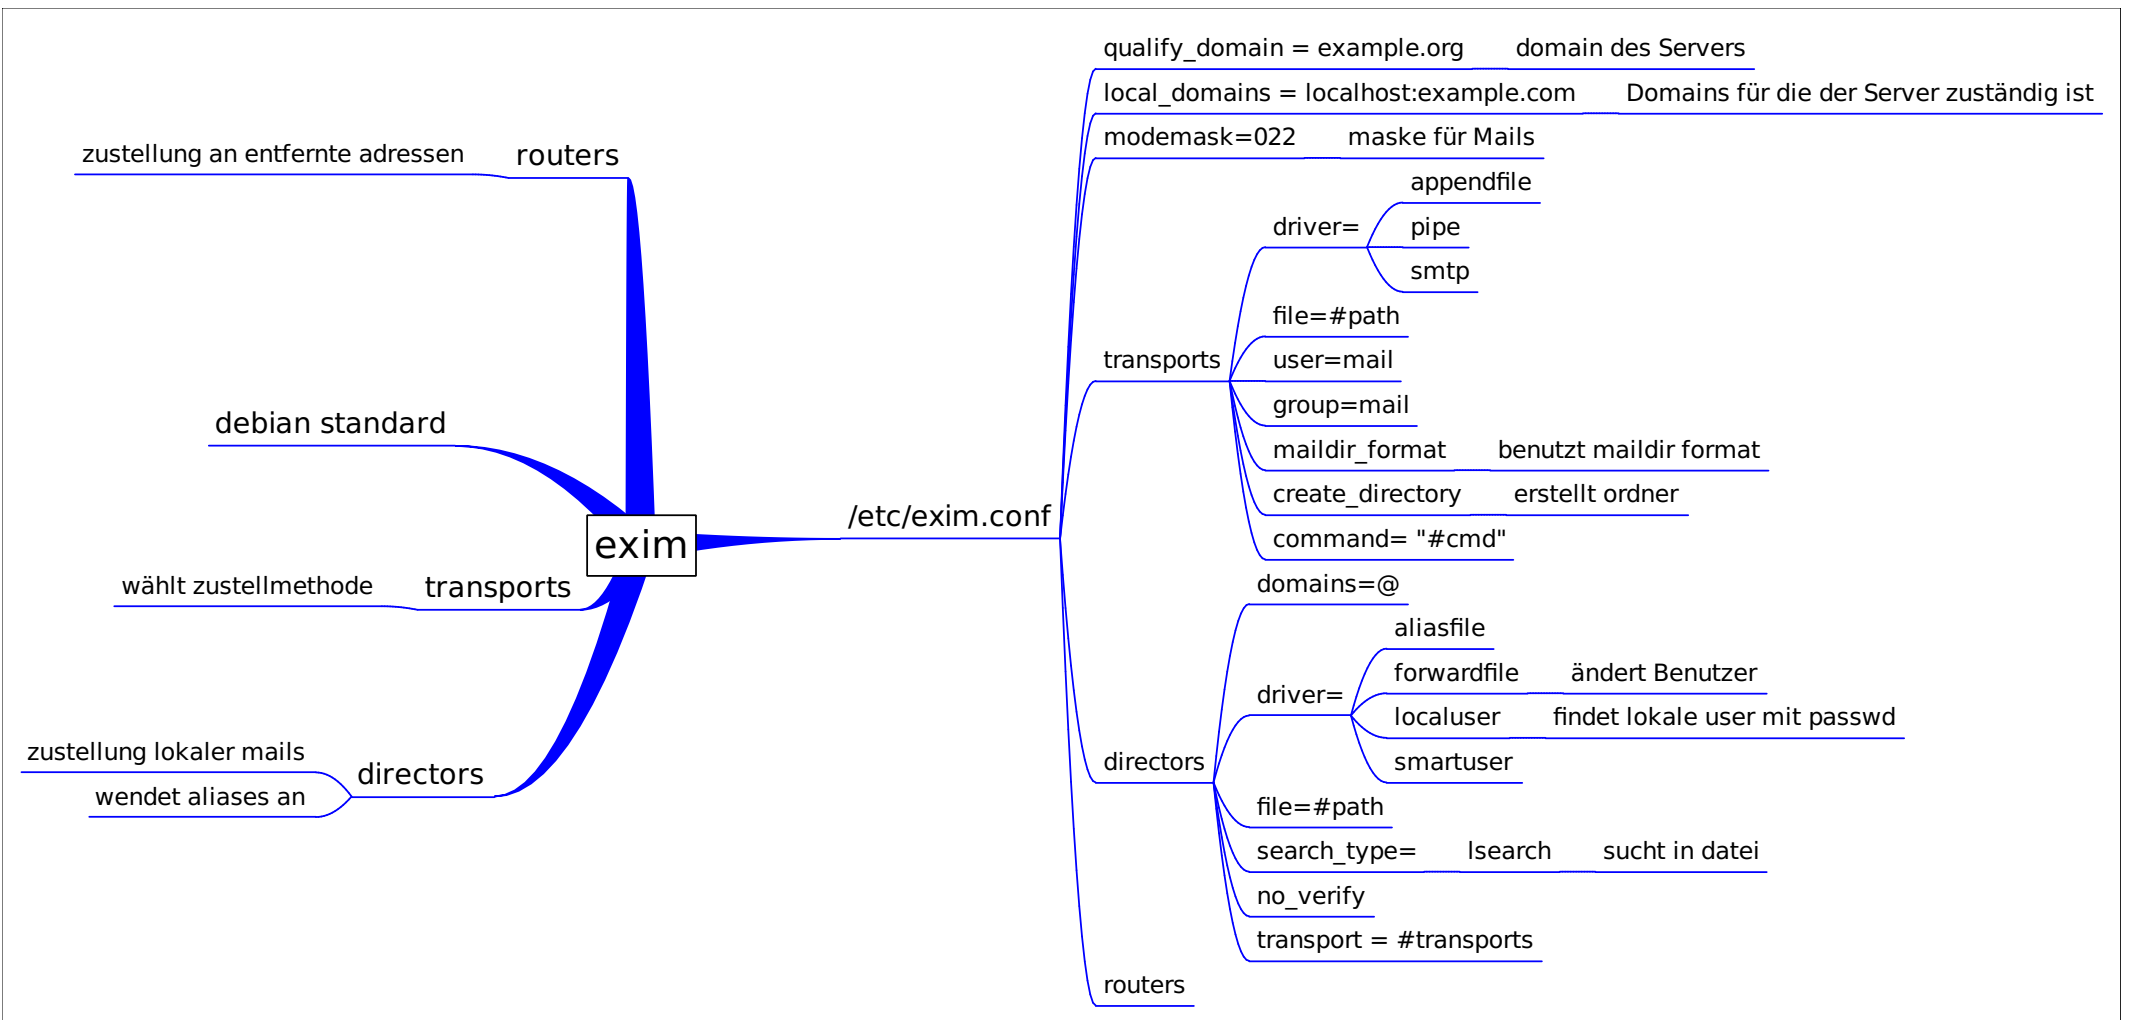 qualify_domain = example.org domain des Servers
local_domains = localhost:example.com Domains für die der Server zuständig ist
modemask=022 maske für Mails
zustellung an entfernte adressen routers
appendfile
driver= pipe
smtp
file=#path
transports user=mail
group=mail
debian standard
maildir_format benutzt maildir format
create_directory erstellt ordner
/etc/exim.conf
exim
command= "#cmd"
wählt zustellmethode transports
domains=@
aliasfile
forwardfile ändert Benutzer
driver=
localuser findet lokale user mit passwd
zustellung lokaler mails
directors
wendet aliases an
directors smartuser
file=#path
search_type= lsearch sucht in datei
no_verify
transport = #transports
routers